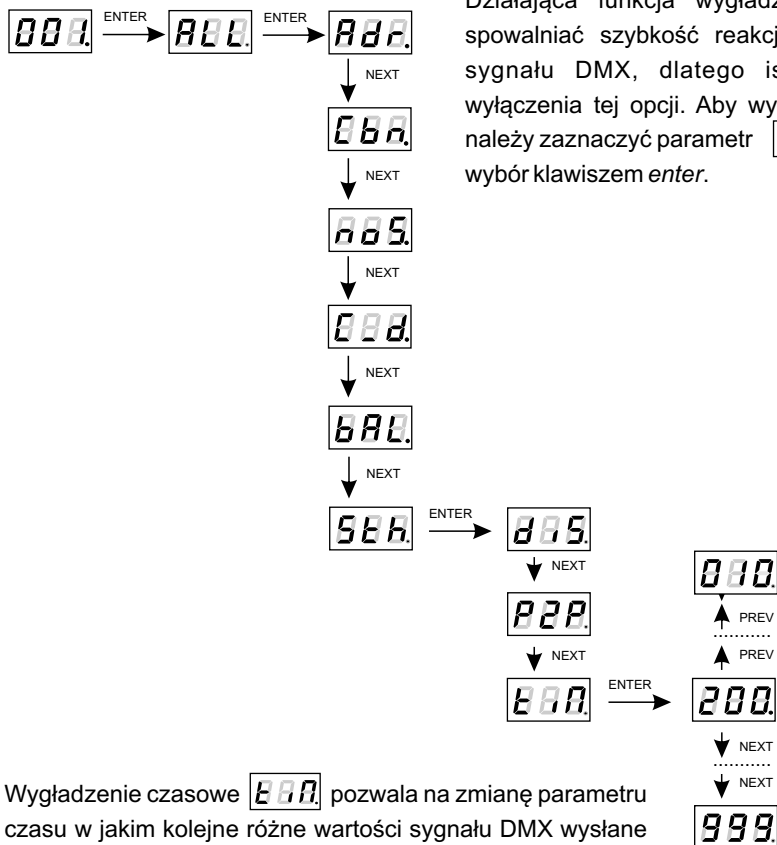 001. ENTER ALL. ENTER Adr.
NEXT
Cbn.
NEXT
noS.
NEXT
C_d.
NEXT
bAL.
NEXT
Sth. ENTER diS.
NEXT
P2P.
NEXT
tiM. ENTER 200.
010.
PREV
PREV
NEXT
NEXT
999.
Działająca funkcja wygładz
spowalniać szybkość reakcj
sygnału DMX, dlatego is
wyłączenia tej opcji. Aby wy
należy zaznaczyć parametr
wybór klawiszem enter.
Wygładzenie czasowe tiM. pozwala na zmianę parametru
czasu w jakim kolejne różne wartości sygnału DMX wysłane